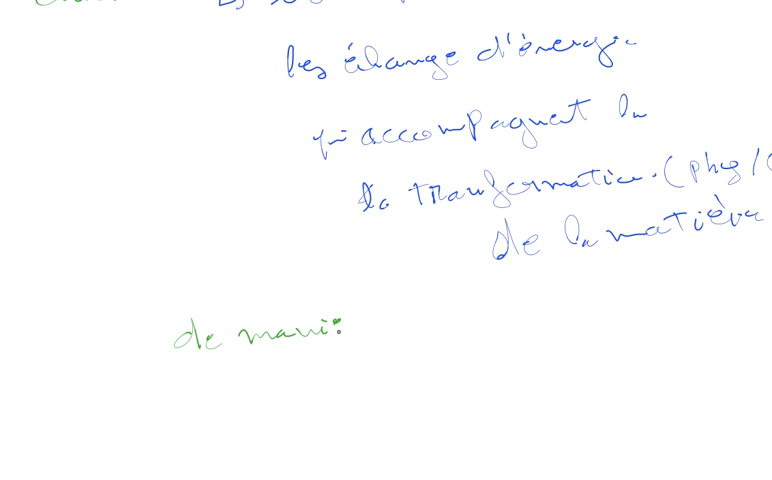 les échange d'énergie
qui accompagnent la
la transformation. (phy/
de la matière
de mani